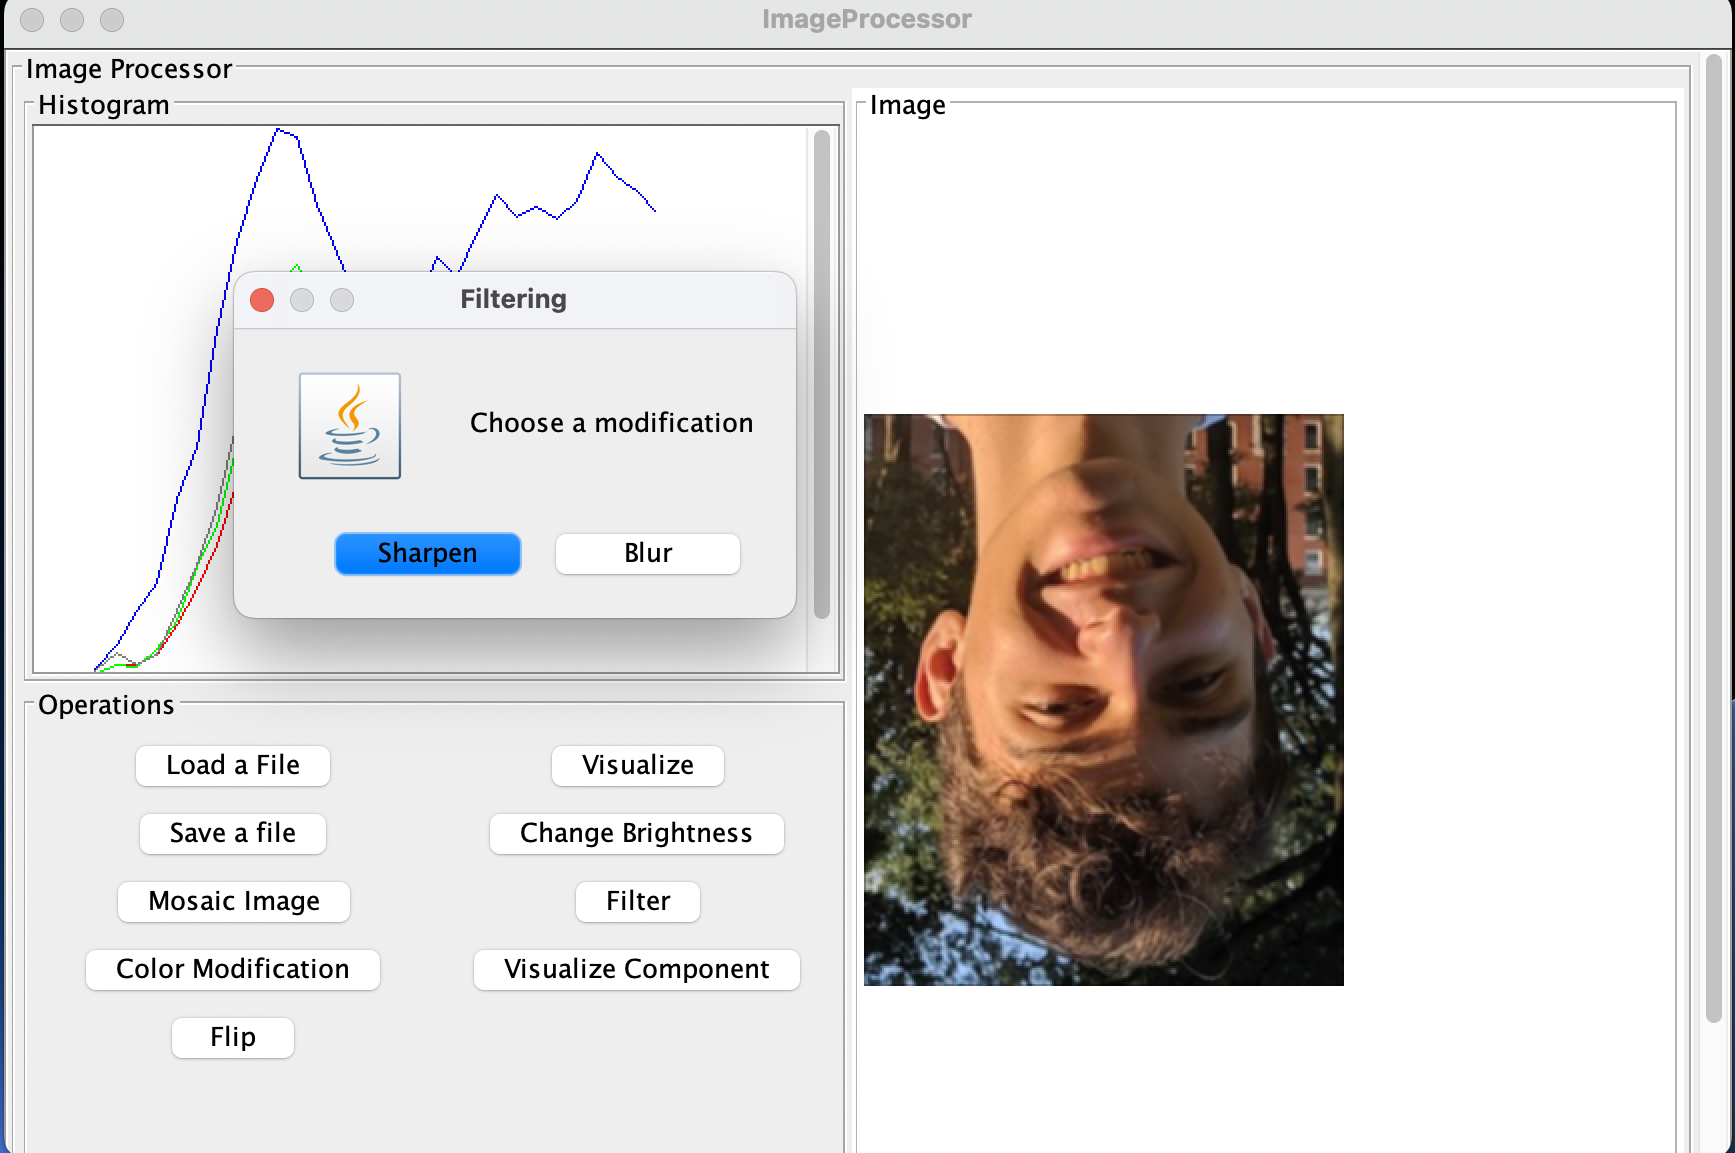 ImageProcessor
Image Processor
Histogram
Image
Filtering
Choose a modification
Sharpen
Blur
Operations
Load a File
Visualize
Save a file
Change Brightness
Mosaic Image
Filter
Color Modification
Visualize Component
Flip